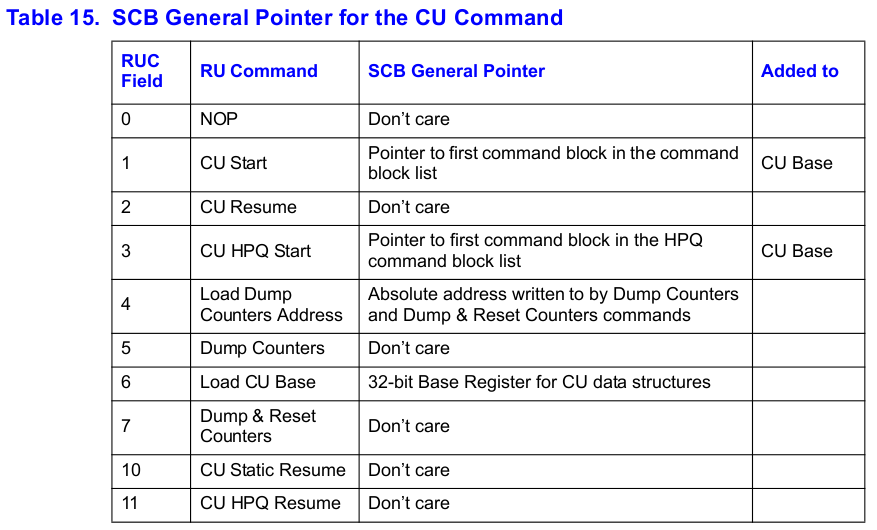 Table 15. SCB General Pointer for the CU Command
RUC Field RU Command SCB General Pointer Added to
0 NOP Don't care
1 CU Start Pointer to first command block in the command block list CU Base
2 CU Resume Don't care
3 CU HPQ Start Pointer to first command block in the HPQ command block list CU Base
4 Load Dump Counters Address Absolute address written to by Dump Counters and Dump & Reset Counters commands
5 Dump Counters Don't care
6 Load CU Base 32-bit Base Register for CU data structures
7 Dump & Reset Counters Don't care
10 CU Static Resume Don't care
11 CU HPQ Resume Don't care